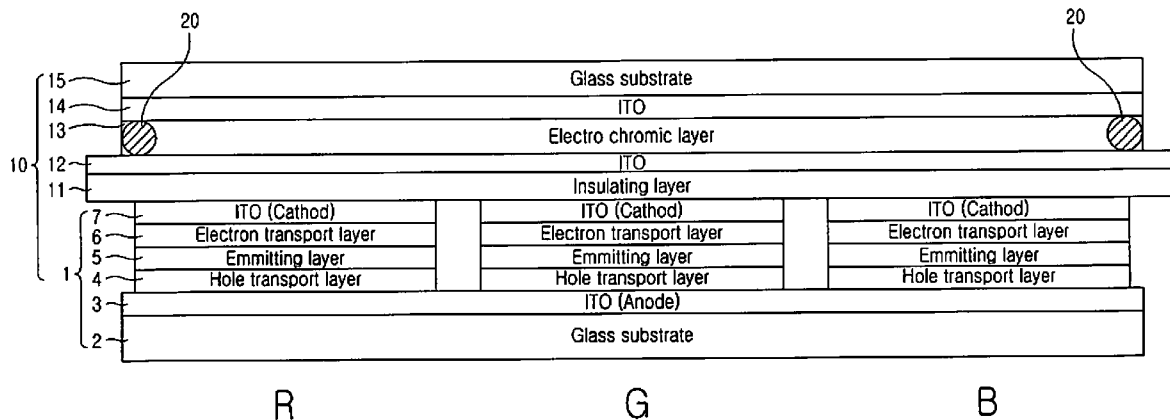 20 20
15 Glass substrate
14 ITO
13 Electro chromic layer
10
12 ITO
11 Insulating layer
7 ITO (Cathod) ITO (Cathod) ITO (Cathod)
6 Electron transport layer Electron transport layer Electron transport layer
1
5 Emmitting layer Emmitting layer Emmitting layer
4 Hole transport layer Hole transport layer Hole transport layer
3 ITO (Anode)
2 Glass substrate
R G B